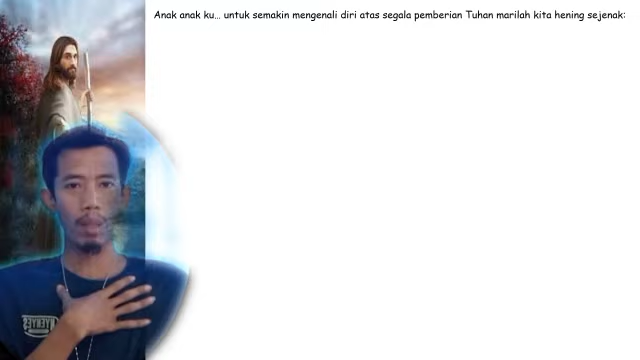 Anak anak ku... untuk semakin mengenali diri atas segala pemberian Tuhan marilah kita hening sejenak: